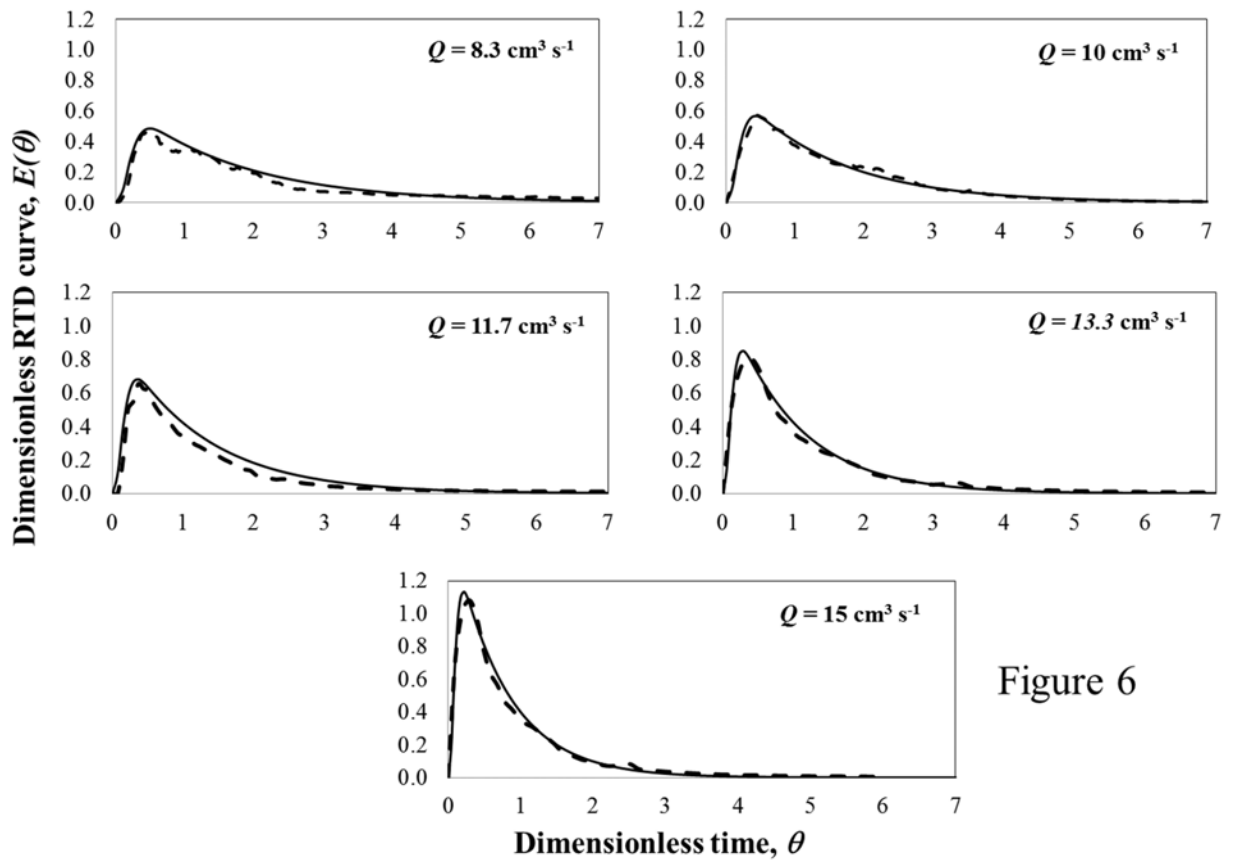 Dimensionless RTD curve, E(θ)
1.2
1.0
0.8
0.6
0.4
0.2
0.0
Q = 8.3 cm³ s⁻¹
0 1 2 3 4 5 6 7
1.2
1.0
0.8
0.6
0.4
0.2
0.0
Q = 10 cm³ s⁻¹
0 1 2 3 4 5 6 7
1.2
1.0
0.8
0.6
0.4
0.2
0.0
Q = 11.7 cm³ s⁻¹
0 1 2 3 4 5 6 7
1.2
1.0
0.8
0.6
0.4
0.2
0.0
Q = 13.3 cm³ s⁻¹
0 1 2 3 4 5 6 7
1.2
1.0
0.8
0.6
0.4
0.2
0.0
Q = 15 cm³ s⁻¹
0 1 2 3 4 5 6 7
Figure 6
Dimensionless time, θ